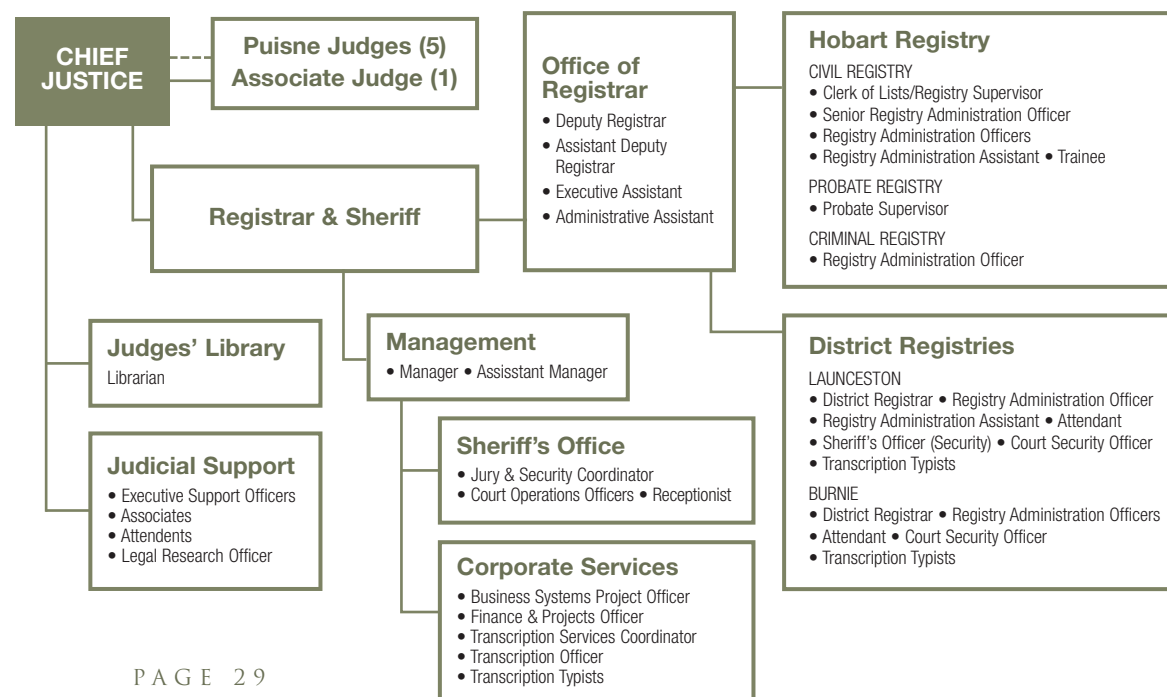 CHIEF
JUSTICE
Puisne Judges (5)
Associate Judge (1)
Registrar & Sheriff
Office of
Registrar
• Deputy Registrar
• Assistant Deputy
Registrar
• Executive Assistant
• Administrative Assistant
Hobart Registry
CIVIL REGISTRY
• Clerk of Lists/Registry Supervisor
• Senior Registry Administration Officer
• Registry Administration Officers
• Registry Administration Assistant • Trainee
PROBATE REGISTRY
• Probate Supervisor
CRIMINAL REGISTRY
• Registry Administration Officer
District Registries
LAUNCESTON
• District Registrar • Registry Administration Officer
• Registry Administration Assistant • Attendant
• Sheriff's Officer (Security) • Court Security Officer
• Transcription Typists
BURNIE
• District Registrar • Registry Administration Officers
• Attendant • Court Security Officer
• Transcription Typists
Judges' Library
Librarian
Judicial Support
• Executive Support Officers
• Associates
• Attendents
• Legal Research Officer
Management
• Manager • Assisstant Manager
Sheriff's Office
• Jury & Security Coordinator
• Court Operations Officers • Receptionist
Corporate Services
• Business Systems Project Officer
• Finance & Projects Officer
• Transcription Services Coordinator
• Transcription Officer
• Transcription Typists
PAGE 29